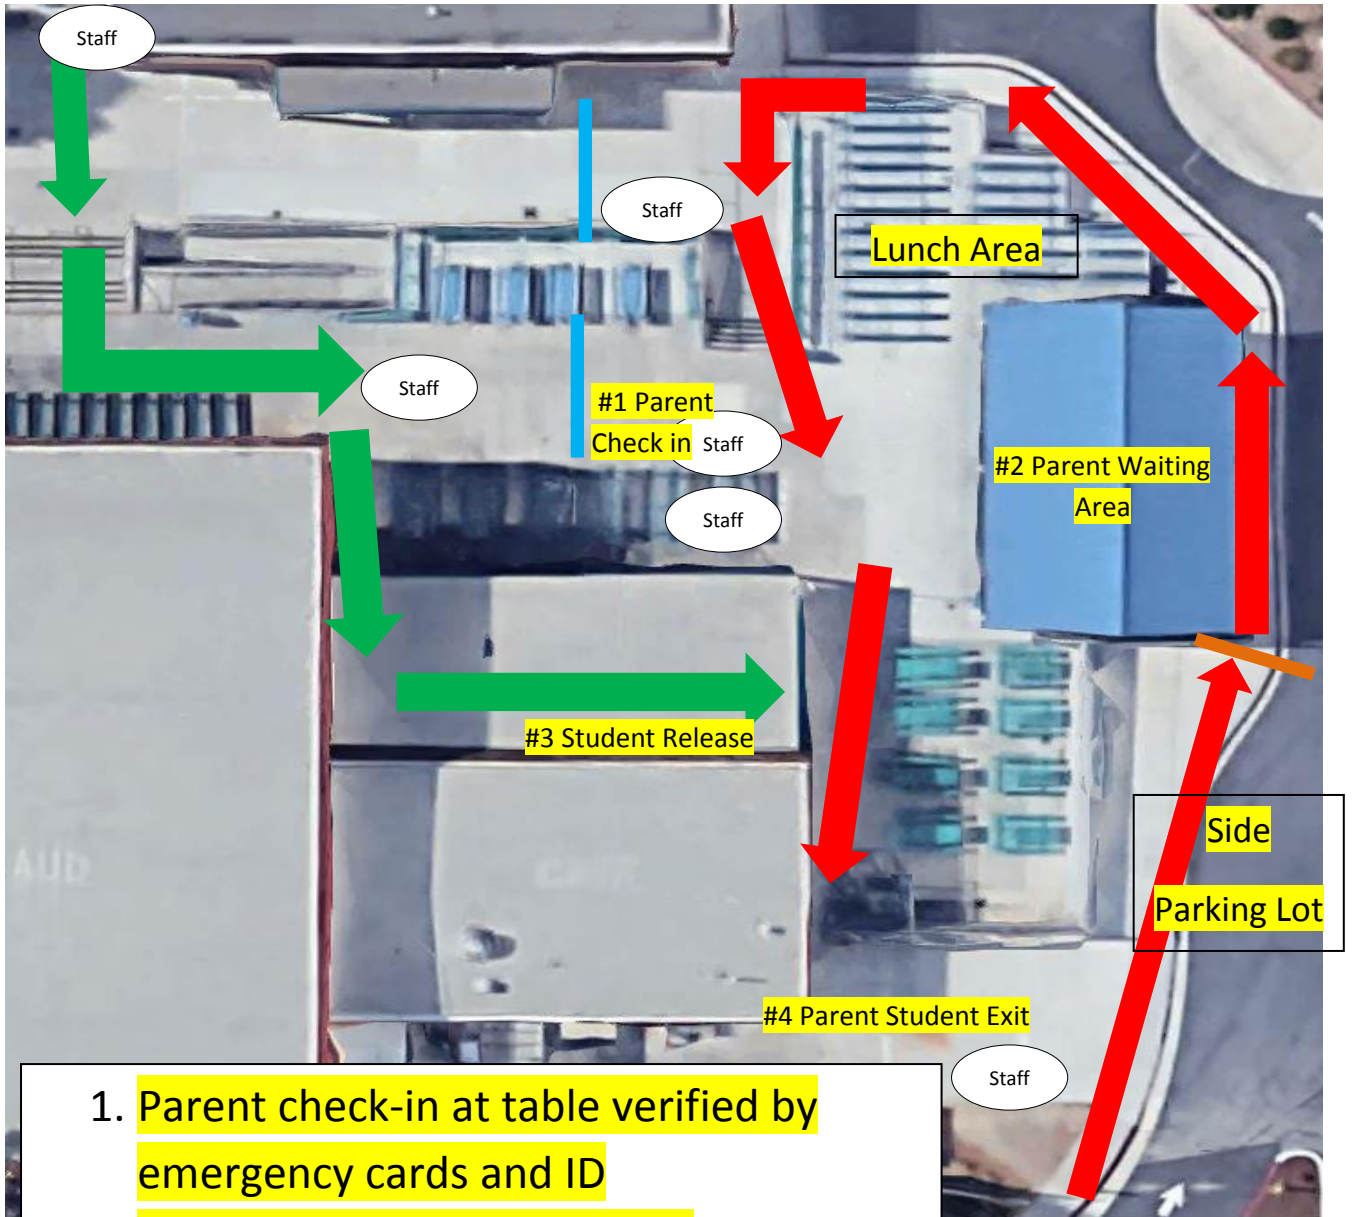 Staff
Staff
Lunch Area
Staff
#1 Parent
Check in
Staff
#2 Parent Waiting
Area
Staff
#3 Student Release
Side
Parking Lot
AUD
#4 Parent Student Exit
Staff
1. Parent check-in at table verified by
emergency cards and ID